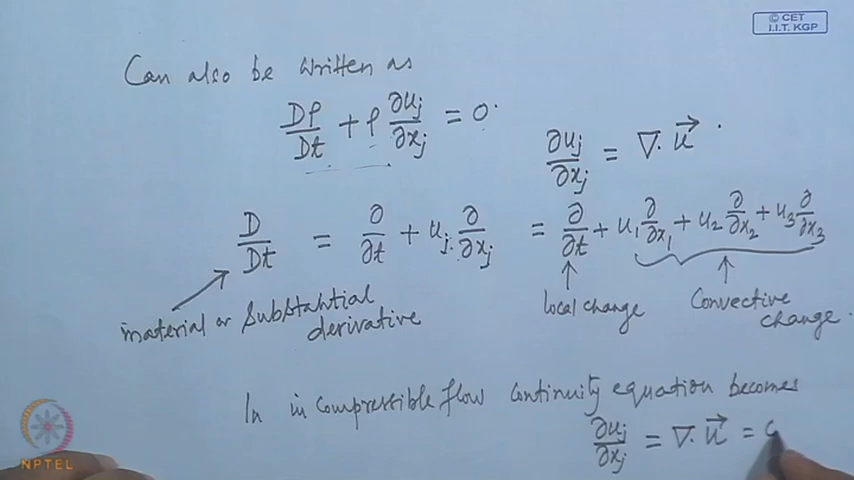 © CET
I.I.T. KGP
Can also be written as
Dρ/Dt + ρ ∂uj/∂xj = 0.
∂uj/∂xj = ∇. u⃗ .
D/Dt = ∂/∂t + uj ∂/∂xj = ∂/∂t + u1 ∂/∂x1 + u2 ∂/∂x2 + u3 ∂/∂x3
material or Substantial
derivative
local change
Convective
change.
In incompressible flow continuity equation becomes
∂uj/∂xj = ∇. u⃗ =
NPTEL